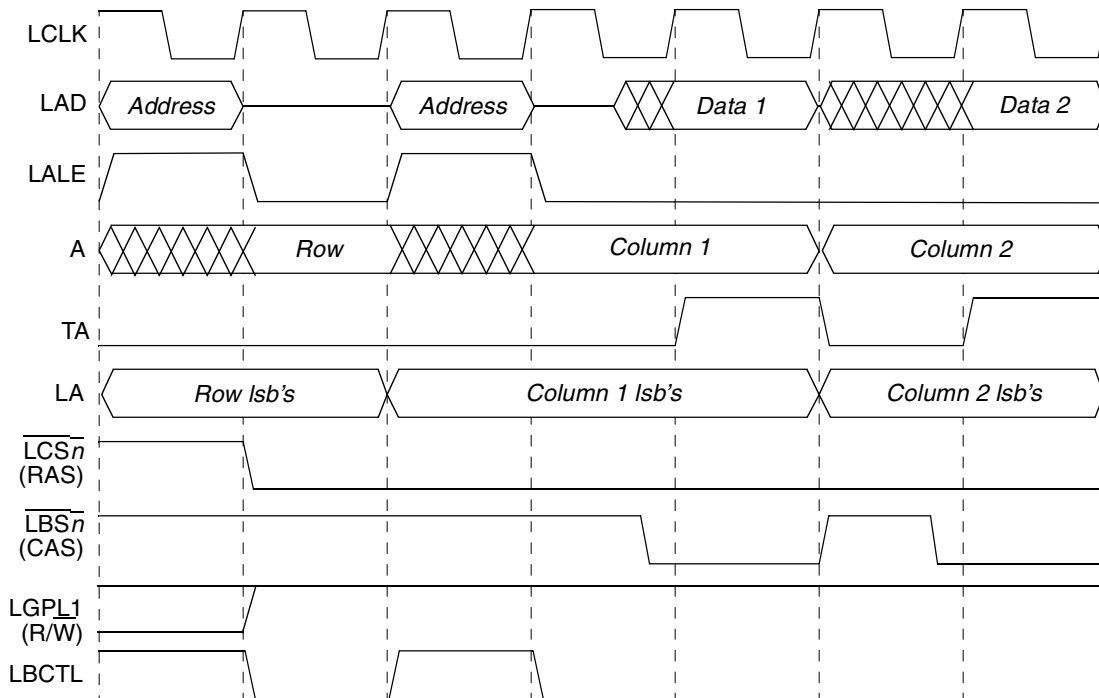 LCLK
LAD Address Address Data 1 Data 2
LALE
A Row Column 1 Column 2
TA
LA Row lsb's Column 1 lsb's Column 2 lsb's
LCSn
(RAS)
LBSn
(CAS)
LGPL1
(R/W)
LBCTL